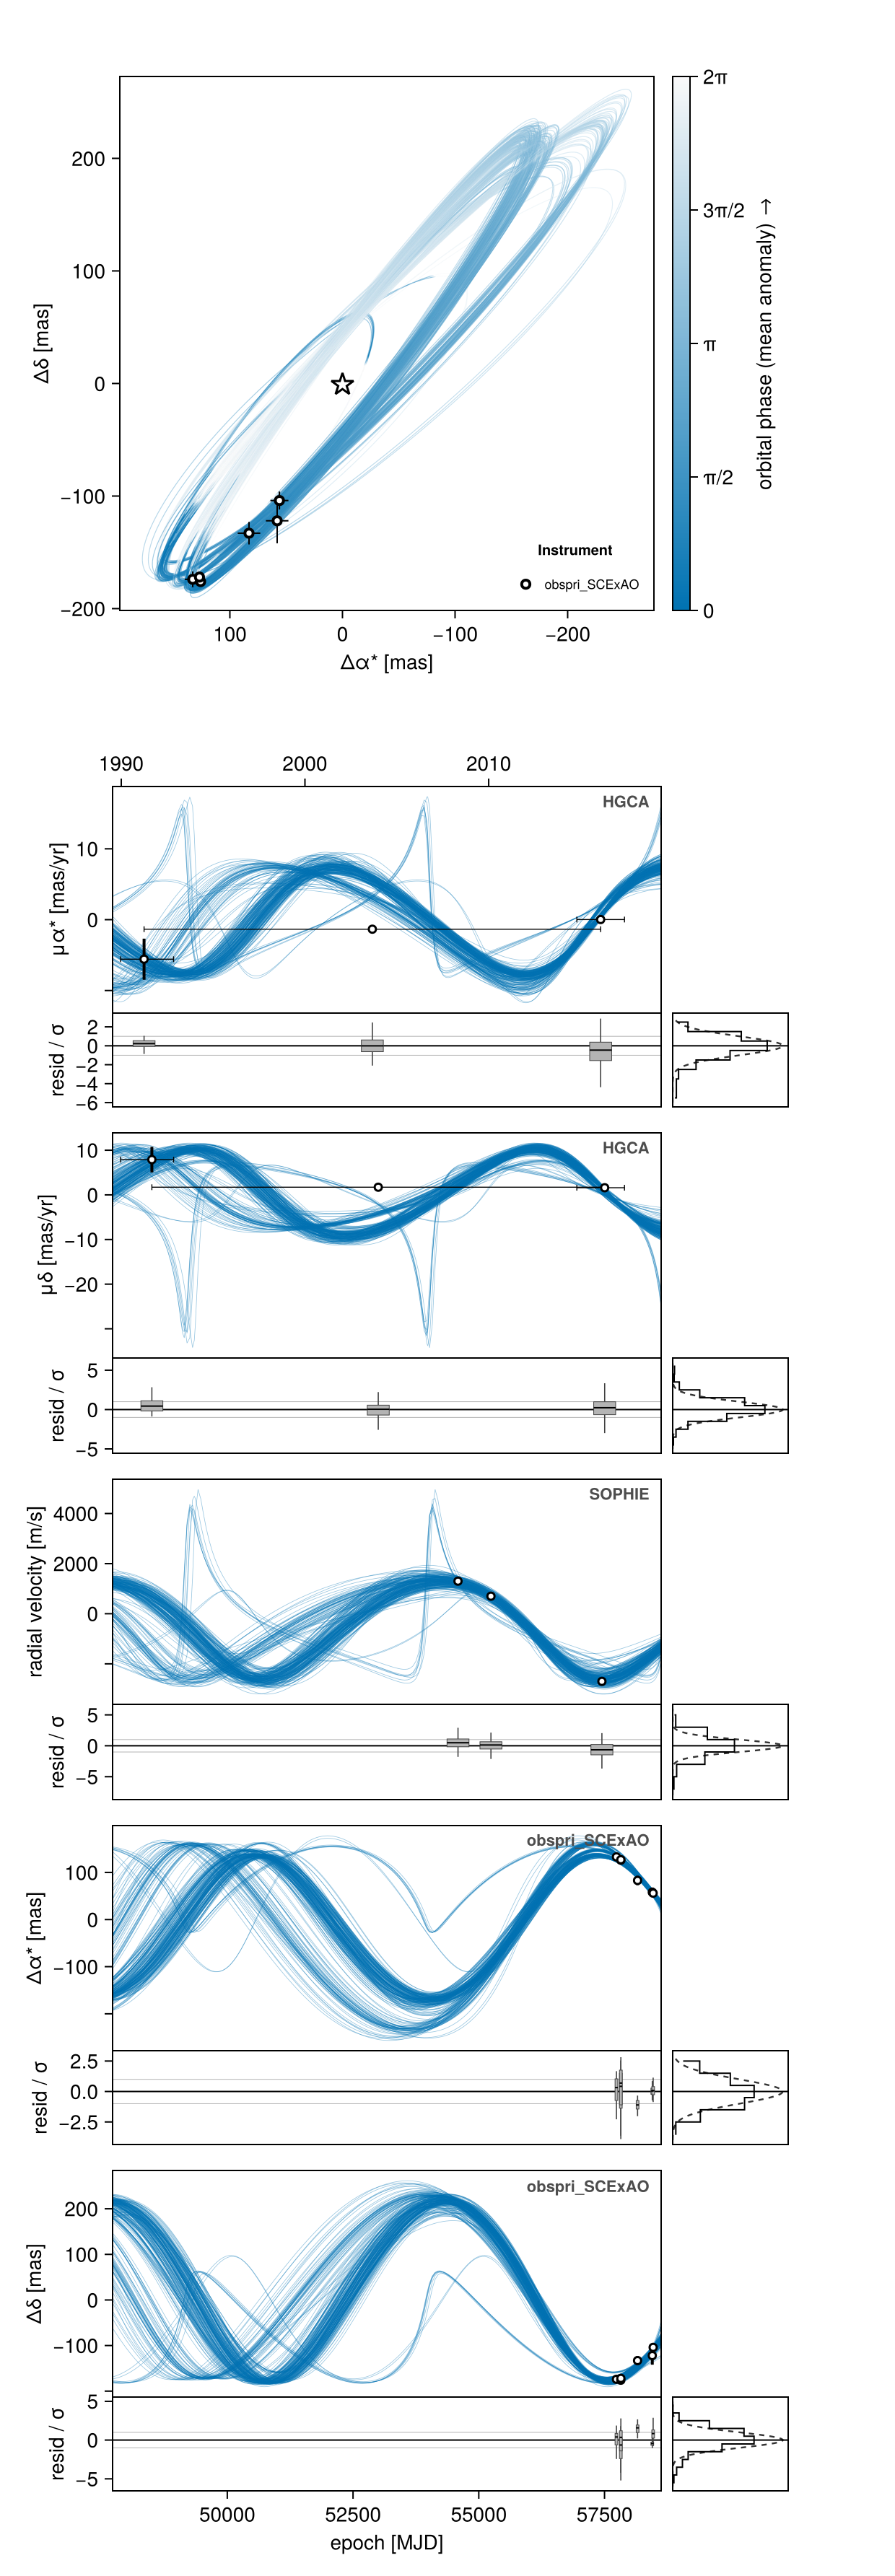 2π
200
3π/2
100
orbital phase (mean anomaly) →
Δδ [mas]
0
π
−100
π/2
Instrument
obspri_SCExAO
−200
0
100
0
−100
−200
Δα* [mas]
1990
2000
2010
HGCA
10
μα* [mas/yr]
0
2
0
−2
−4
−6
resid / σ
HGCA
10
0
−10
−20
μδ [mas/yr]
5
0
−5
resid / σ
SOPHIE
4000
2000
0
radial velocity [m/s]
5
0
−5
resid / σ
obspri_SCExAO
100
0
−100
Δα* [mas]
2.5
0.0
−2.5
resid / σ
obspri_SCExAO
200
100
0
−100
Δδ [mas]
5
0
−5
resid / σ
50000
52500
55000
57500
epoch [MJD]